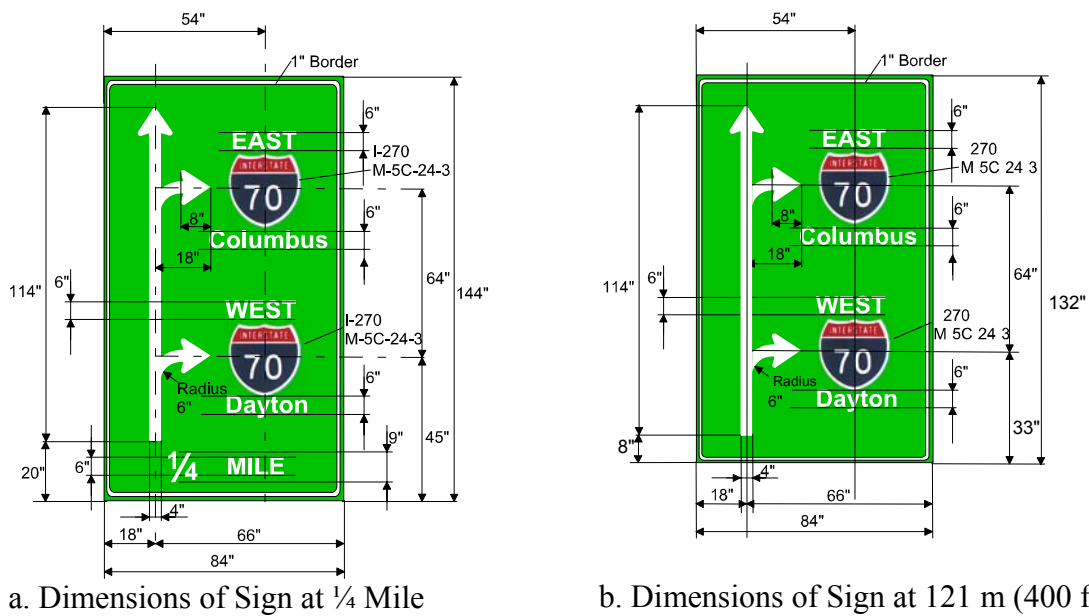 54"
1" Border
6"
EAST
I-270
M-5C-24-3
INTERSTATE
70
8"
6"
Columbus
18"
6"
64"
144"
114"
WEST
I-270
M-5C-24-3
INTERSTATE
70
6"
Radius
6"
Dayton
45"
9"
20"
6"
1/4 MILE
4"
18"
66"
84"
a. Dimensions of Sign at ¼ Mile
54"
1" Border
6"
EAST
270
M 5C 24 3
INTERSTATE
70
8"
6"
Columbus
18"
6"
64"
132"
114"
WEST
270
M 5C 24 3
INTERSTATE
70
6"
Radius
6"
Dayton
33"
8"
4"
18"
66"
84"
b. Dimensions of Sign at 121 m (400 f